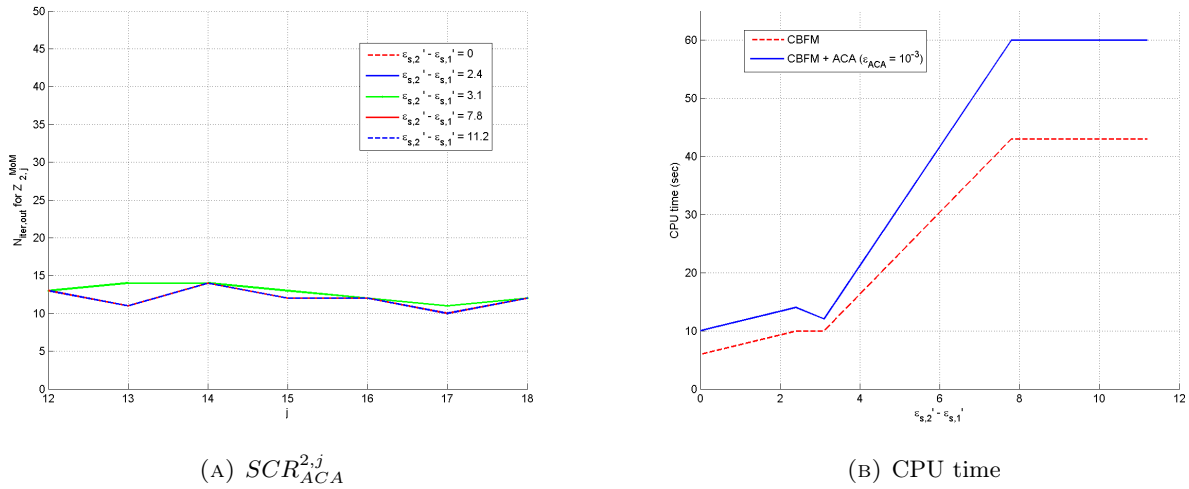 50
45
40
35
30
25
20
15
10
5
0
12 13 14 15 16 17 18
j
N_iter,out for Z_2,j^MoM
ε_s,2' - ε_s,1' = 0
ε_s,2' - ε_s,1' = 2.4
ε_s,2' - ε_s,1' = 3.1
ε_s,2' - ε_s,1' = 7.8
ε_s,2' - ε_s,1' = 11.2
(A) SCR_ACA^2,j
60
50
40
30
20
10
0
0 2 4 6 8 10 12
ε_s,2' - ε_s,1'
CPU time (sec)
CBFM
CBFM + ACA (ε_ACA = 10^-3)
(B) CPU time